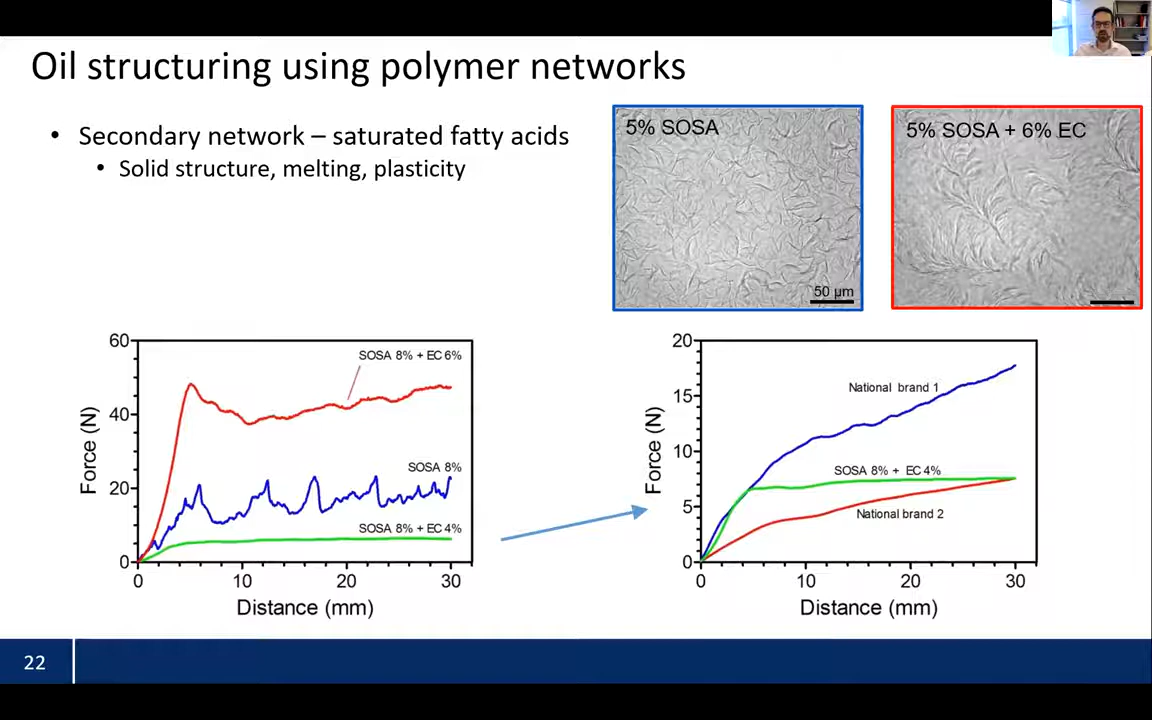 Oil structuring using polymer networks
• Secondary network – saturated fatty acids
• Solid structure, melting, plasticity
5% SOSA
50 µm
5% SOSA + 6% EC
60
40
20
0
Force (N)
SOSA 8% + EC 6%
SOSA 8%
SOSA 8% + EC 4%
0 10 20 30
Distance (mm)
20
15
10
5
0
Force (N)
National brand 1
SOSA 8% + EC 4%
National brand 2
0 10 20 30
Distance (mm)
22